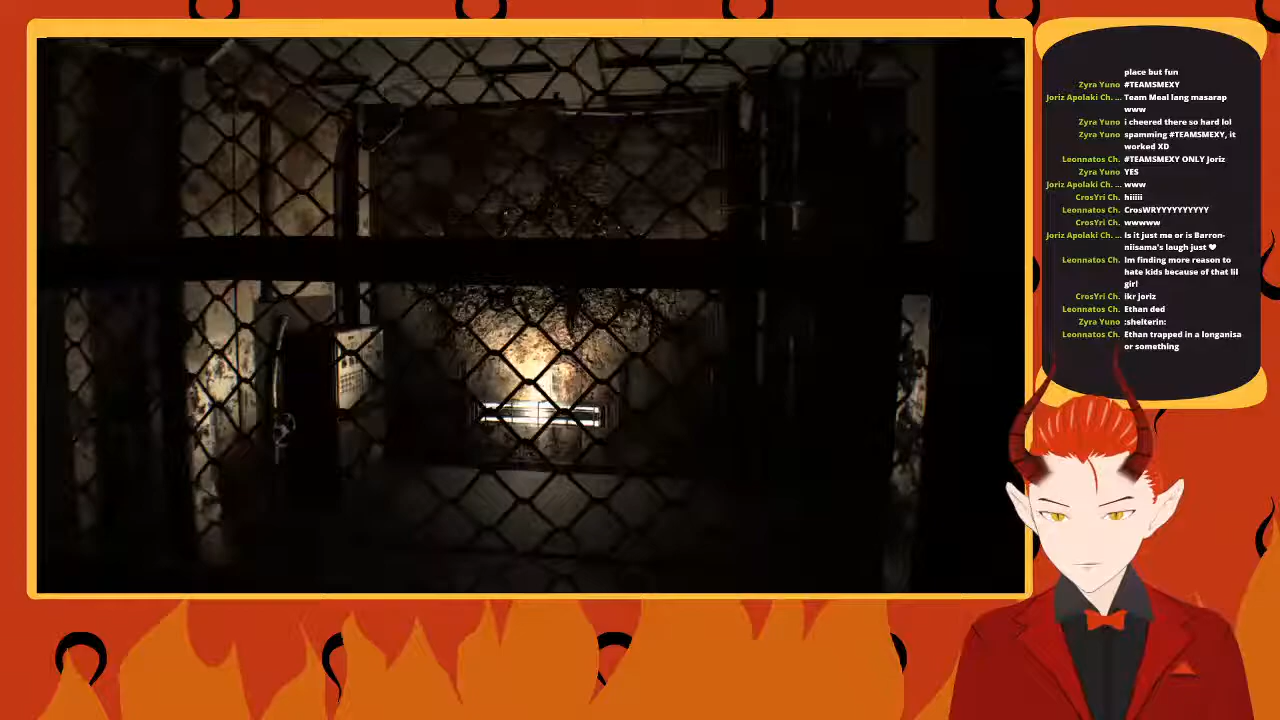 place but fun
Zyra Yuno #TEAMSMEXY
Joriz Apolaki Ch. ... Team Meal lang masarap
www
Zyra Yuno i cheered there so hard lol
Zyra Yuno spamming #TEAMSMEXY, it
worked XD
Leonnatos Ch. #TEAMSMEXY ONLY Joriz
Zyra Yuno YES
Joriz Apolaki Ch. ... www
CrosYri Ch. hiiiii
Leonnatos Ch. CrosWRYYYYYYYYYY
CrosYri Ch. wwwww
Joriz Apolaki Ch. ... Is it just me or is Barron-
niisama's laugh just ❤
Leonnatos Ch. Im finding more reason to
hate kids because of that lil
girl
CrosYri Ch. ikr joriz
Leonnatos Ch. Ethan ded
Zyra Yuno :shelterin:
Leonnatos Ch. Ethan trapped in a longanisa
or something